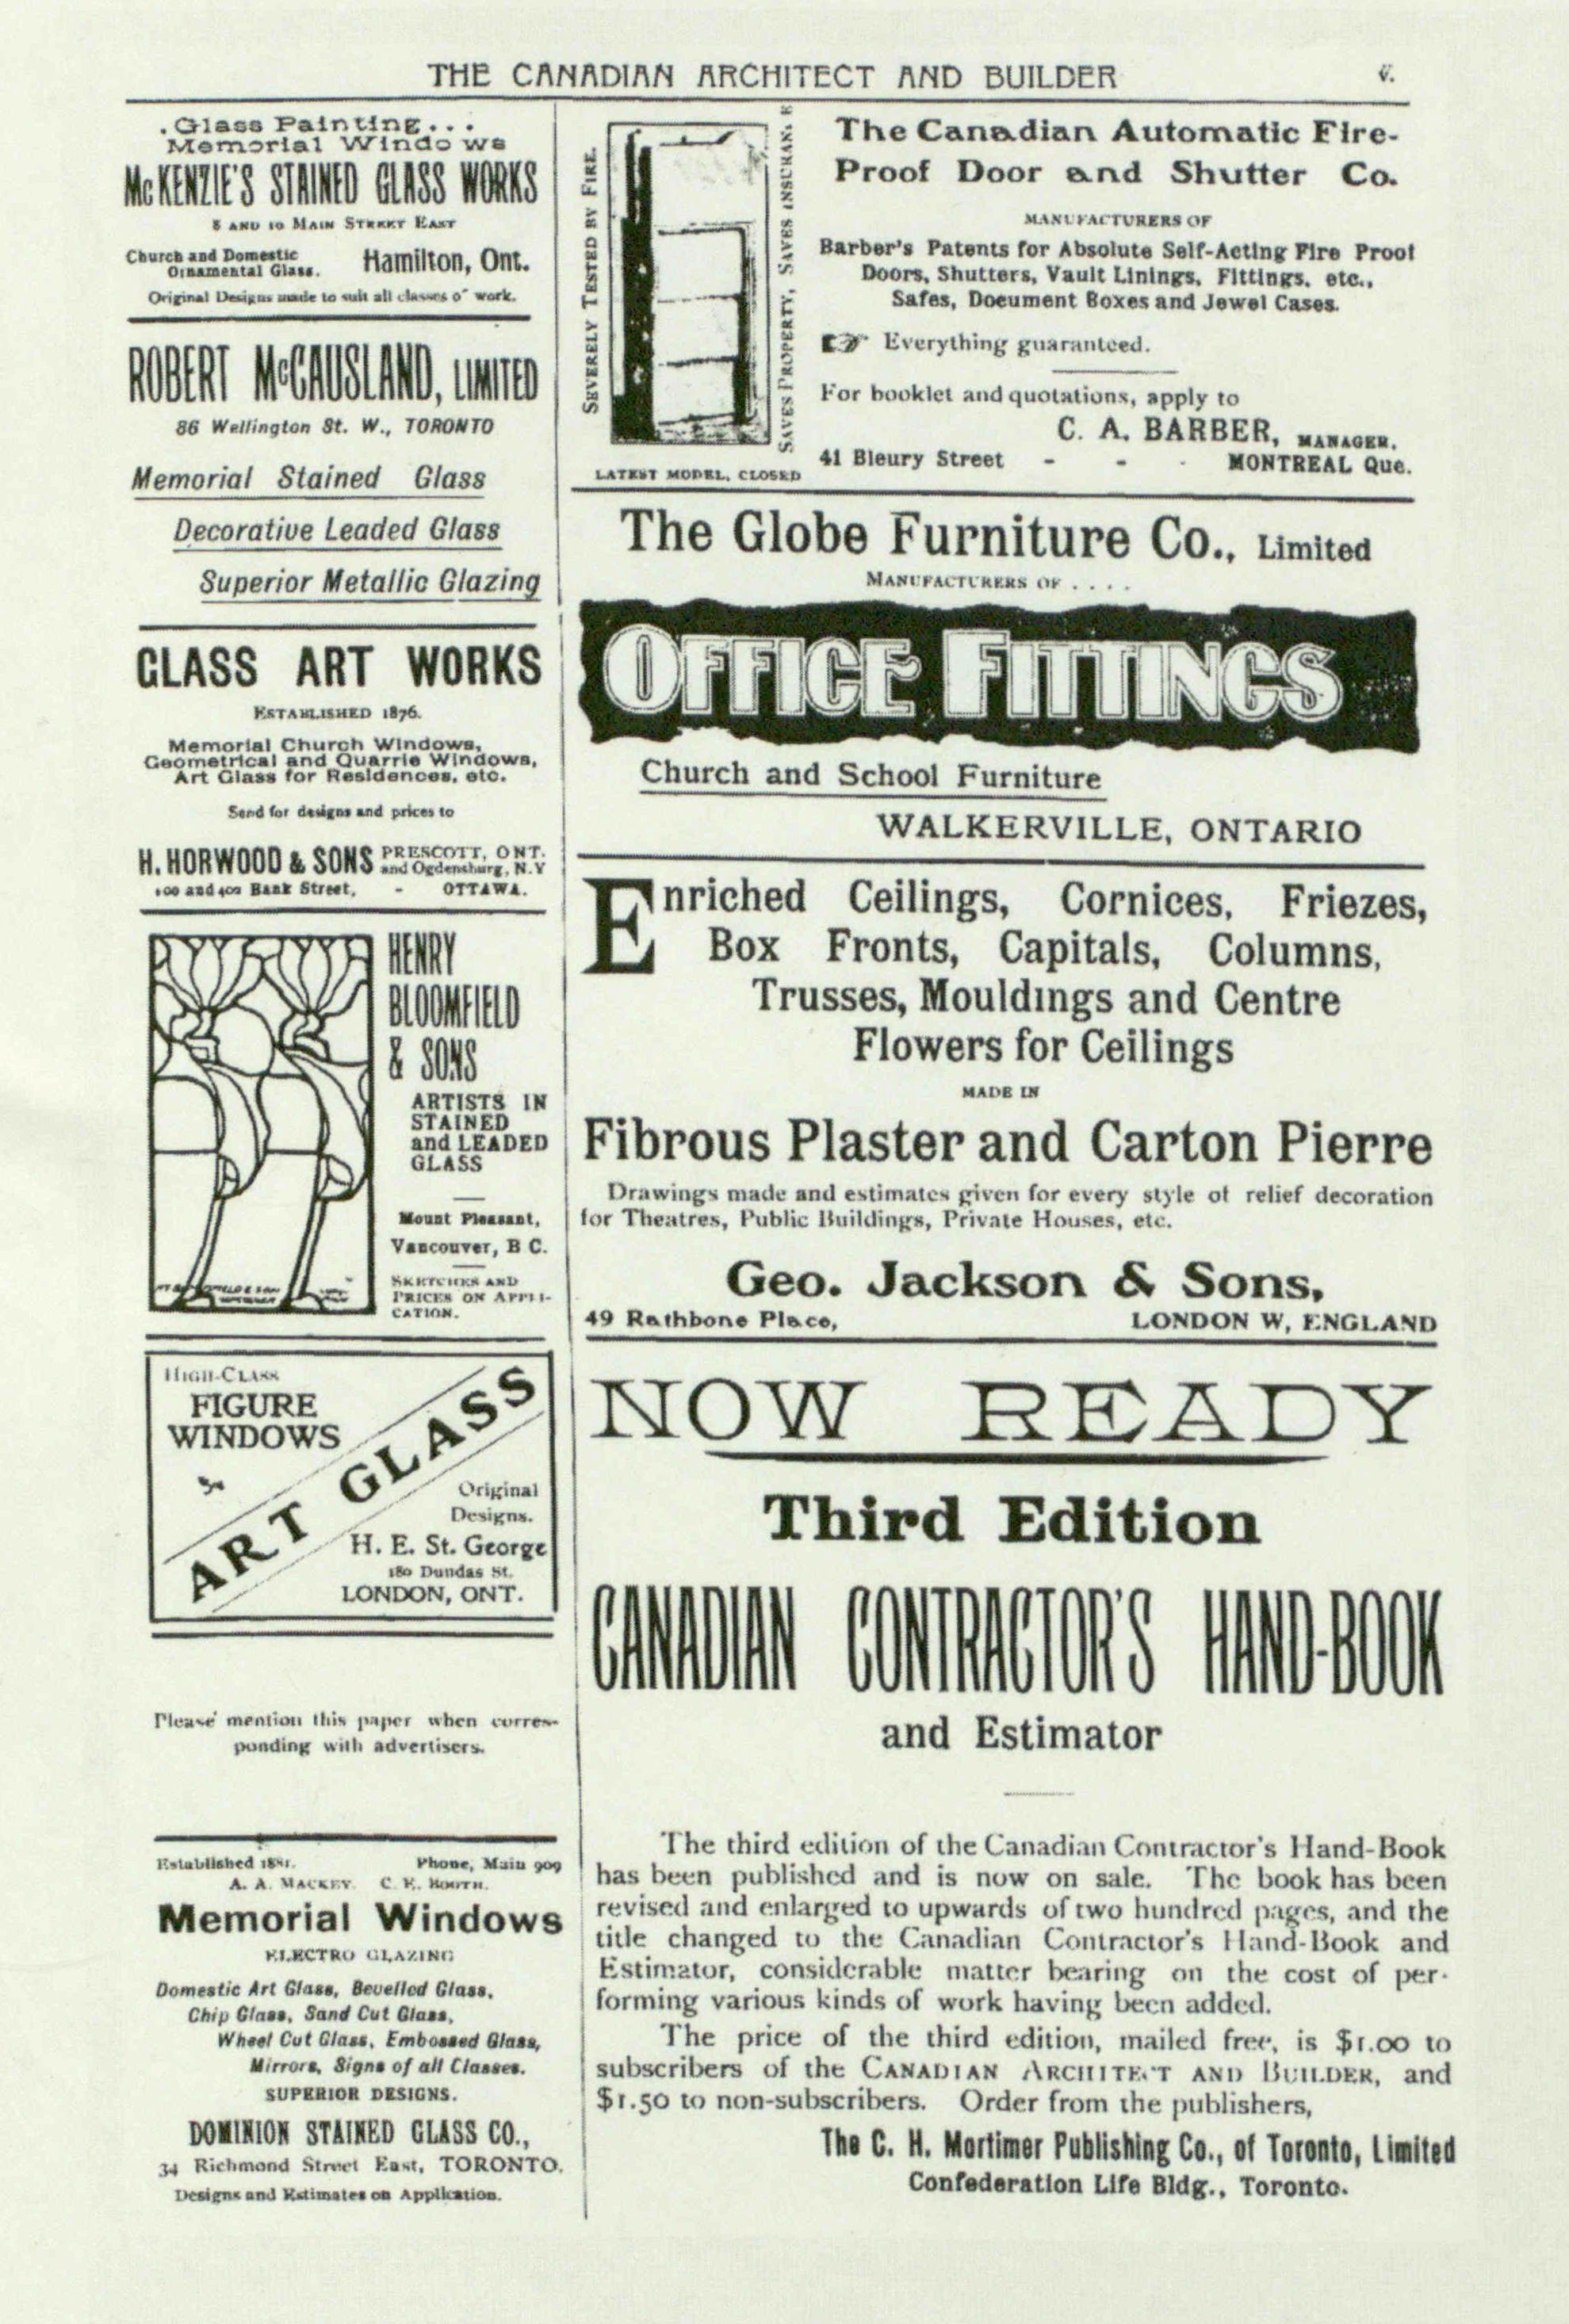 THE CANADIAN ARCHITECT AND BUILDER
v.
. Glass Painting . . .
Memorial Windows
McKENZIE'S STAINED GLASS WORKS
8 AND 10 MAIN STREET EAST
Church and Domestic
Ornamental Glass.
Hamilton, Ont.
Original Designs made to suit all classes of work.
ROBERT McCAUSLAND, LIMITED
86 Wellington St. W., TORONTO
Memorial Stained Glass
Decorative Leaded Glass
Superior Metallic Glazing
GLASS ART WORKS
ESTABLISHED 1876.
Memorial Church Windows,
Geometrical and Quarrie Windows,
Art Glass for Residences, etc.
Send for designs and prices to
H. HORWOOD & SONS PRESCOTT, ONT.
and Ogdensburg, N.Y
Bank Street, - OTTAWA.
HENRY
BLOOMFIELD
& SONS
ARTISTS IN
STAINED
and LEADED
GLASS
Mount Pleasant,
Vancouver, B C.
SKETCHES AND
PRICES ON APPLI-
CATION.
HIGH-CLASS
FIGURE
WINDOWS
ART GLASS
Original
Designs.
H. E. St. George
180 Dundas St.
LONDON, ONT.
Please mention this paper when corres-
ponding with advertisers.
Established 1881. Phone, Main 909
A. A. MACKEY. C. E. BOOTH.
Memorial Windows
ELECTRO GLAZING
Domestic Art Glass, Bevelled Glass,
Chip Glass, Sand Cut Glass,
Wheel Cut Glass, Embossed Glass,
Mirrors, Signs of all Classes.
SUPERIOR DESIGNS.
DOMINION STAINED GLASS CO.,
34 Richmond Street East, TORONTO.
Designs and Estimates on Application.
SEVERELY TESTED BY FIRE.
SAVES PROPERTY, SAVES INSURAN. E
LATEST MODEL, CLOSED
The Canadian Automatic Fire-
Proof Door and Shutter Co.
MANUFACTURERS OF
Barber's Patents for Absolute Self-Acting Fire Proof
Doors, Shutters, Vault Linings, Fittings, etc.,
Safes, Document Boxes and Jewel Cases.
☞ Everything guaranteed.
For booklet and quotations, apply to
C. A. BARBER, MANAGER.
41 Bleury Street - - - MONTREAL Que.
The Globe Furniture Co., Limited
MANUFACTURERS OF . . . .
OFFICE FITTINGS
Church and School Furniture
WALKERVILLE, ONTARIO
Enriched Ceilings, Cornices, Friezes,
Box Fronts, Capitals, Columns,
Trusses, Mouldings and Centre
Flowers for Ceilings
MADE IN
Fibrous Plaster and Carton Pierre
Drawings made and estimates given for every style of relief decoration
for Theatres, Public Buildings, Private Houses, etc.
Geo. Jackson & Sons,
49 Rathbone Place, LONDON W, ENGLAND
NOW READY
Third Edition
CANADIAN CONTRACTOR'S HAND-BOOK
and Estimator
The third edition of the Canadian Contractor's Hand-Book
has been published and is now on sale. The book has been
revised and enlarged to upwards of two hundred pages, and the
title changed to the Canadian Contractor's Hand-Book and
Estimator, considerable matter bearing on the cost of per-
forming various kinds of work having been added.
The price of the third edition, mailed free, is $1.00 to
subscribers of the CANADIAN ARCHITECT AND BUILDER, and
$1.50 to non-subscribers. Order from the publishers,
The C. H. Mortimer Publishing Co., of Toronto, Limited
Confederation Life Bldg., Toronto.